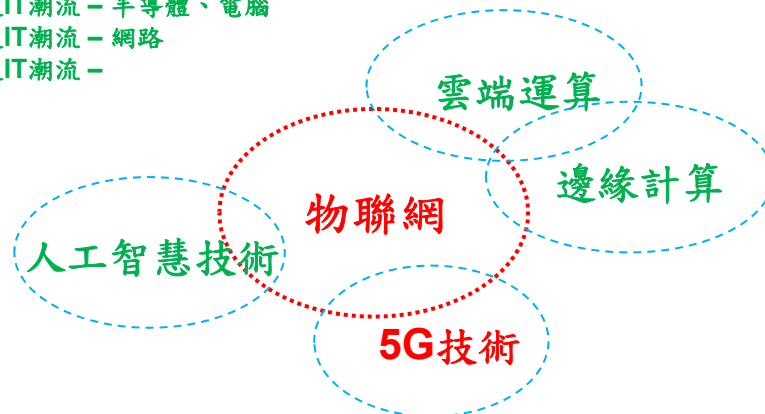 IT潮流 – 半導體、電腦
IT潮流 – 網路
IT潮流 –
雲端運算
邊緣計算
物聯網
人工智慧技術
5G技術